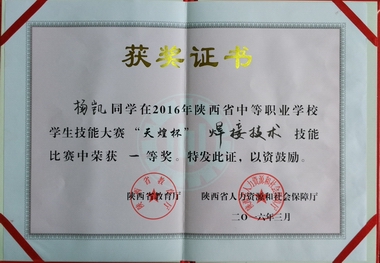 获奖证书
杨凯同学在2016年陕西省中等职业学校
学生技能大赛“天煌杯”焊接技术技能
比赛中荣获 一 等奖。特发此证,以资鼓励。
陕西省教育厅 陕西省人力资源和社会保障厅
二〇一六年三月